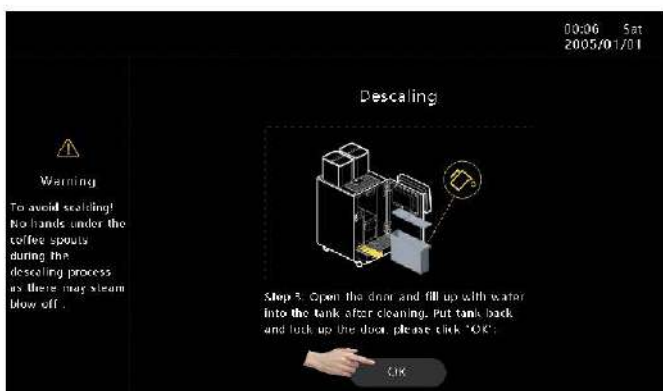 00:06 Sat
2005/01/01
Descaling
Warning
To avoid scalding!
No hands under the
coffee spouts
during the
descaling process
as there may steam
blow off .
Step 3: Open the door and fill up with water
into the tank after cleaning. Put tank back
and lock up the door, please click "OK":
OK